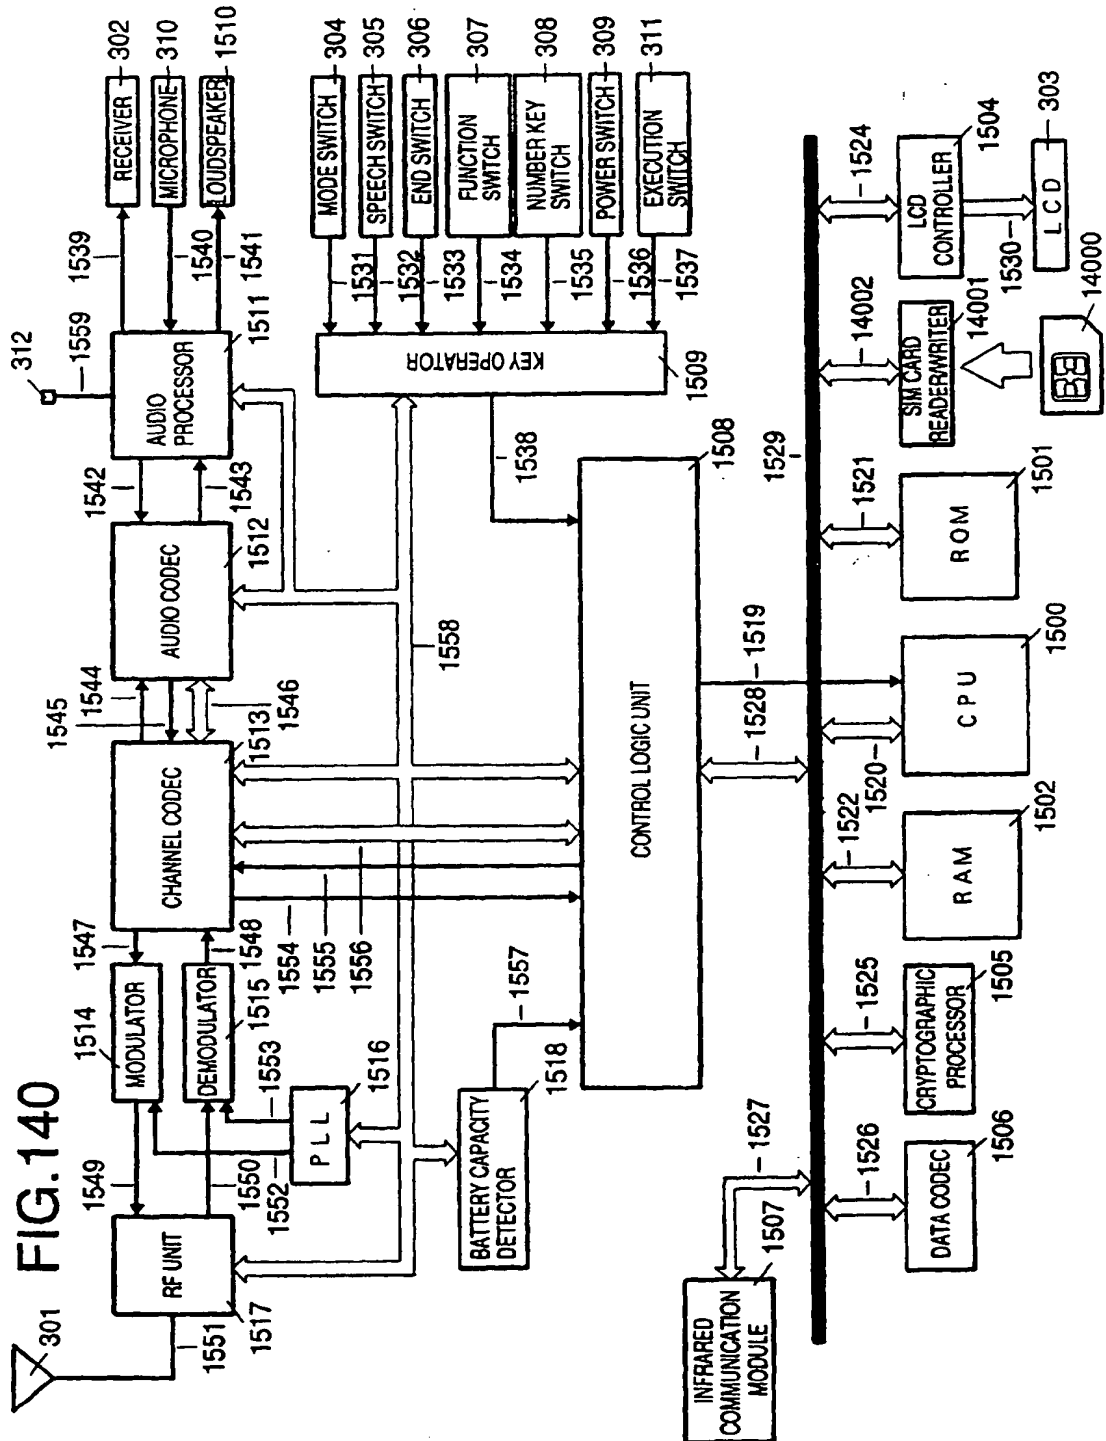 FIG.140
301
1551
RF UNIT
1517
1549
1550
1552
1553
1514
MODULATOR
DEMODULATOR
1515
PLL
1516
1547
1548
CHANNEL CODEC
1513
1545
1544
1546
AUDIO CODEC
1512
1542
1543
AUDIO PROCESSOR
1511
312
1559
1539
1540
1541
RECEIVER
302
MICROPHONE
310
LOUDSPEAKER
1510
MODE SWITCH
304
SPEECH SWITCH
305
END SWITCH
306
FUNCTION SWITCH
307
NUMBER KEY SWITCH
308
POWER SWITCH
309
EXECUTION SWITCH
311
1531
1532
1533
1534
1535
1536
1537
KEY OPERATOR
1509
1538
1558
1554
1555
1556
BATTERY CAPACITY DETECTOR
1518
1557
CONTROL LOGIC UNIT
1508
INFRARED COMMUNICATION MODULE
1507
1527
1528
1519
1529
1526
DATA CODEC
1506
1525
CRYPTOGRAPHIC PROCESSOR
1505
1522
RAM
1502
1520
CPU
1500
1521
ROM
1501
14002
SIM CARD READER/WRITER
14001
14000
1524
LCD CONTROLLER
1504
1530
LCD
303